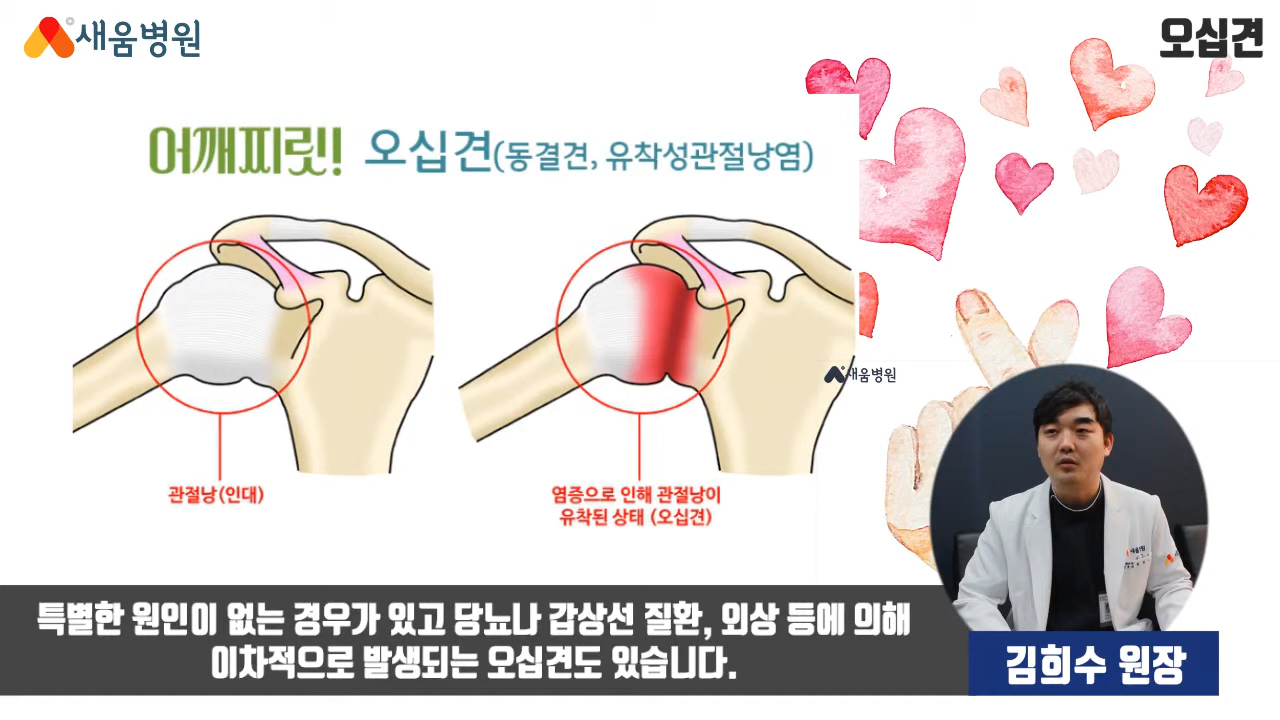 새움병원
오십견
어깨피릿! 오십견(동결견, 유착성관절낭염)
새움병원
관절낭(인대)
염증으로 인해 관절낭이
유착된 상태 (오십견)
특별한 원인이 없는 경우가 있고 당뇨나 갑상선 질환, 외상 등에 의해
이차적으로 발생되는 오십견도 있습니다.
새움병원
김희수 원장